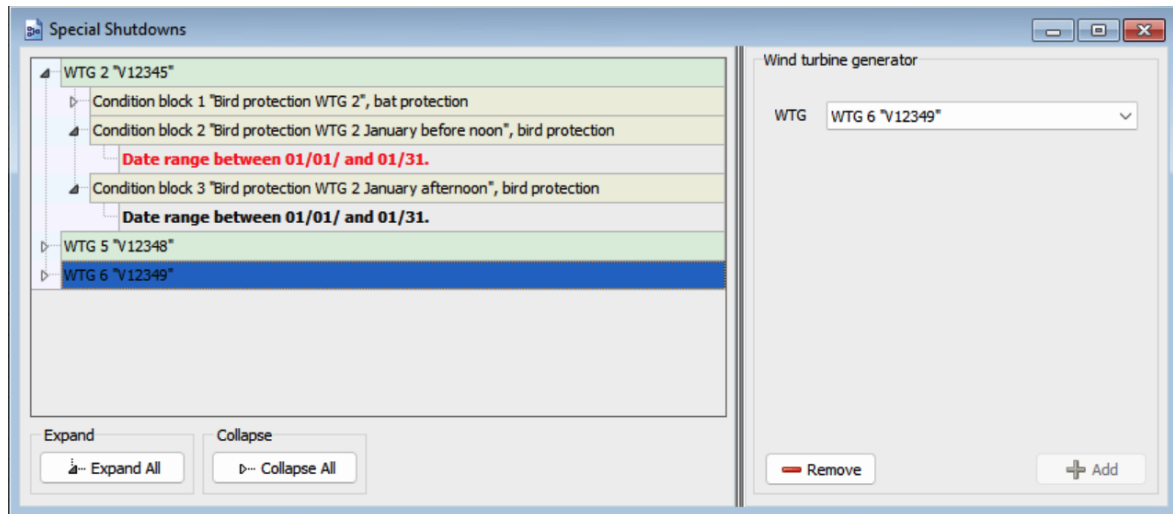 Special Shutdowns
WTG 2 "V12345"
Condition block 1 "Bird protection WTG 2", bat protection
Condition block 2 "Bird protection WTG 2 January before noon", bird protection
Date range between 01/01/ and 01/31.
Condition block 3 "Bird protection WTG 2 January afternoon", bird protection
Date range between 01/01/ and 01/31.
WTG 5 "V12348"
WTG 6 "V12349"
Expand
Expand All
Collapse
Collapse All
Wind turbine generator
WTG
WTG 6 "V12349"
Remove
Add